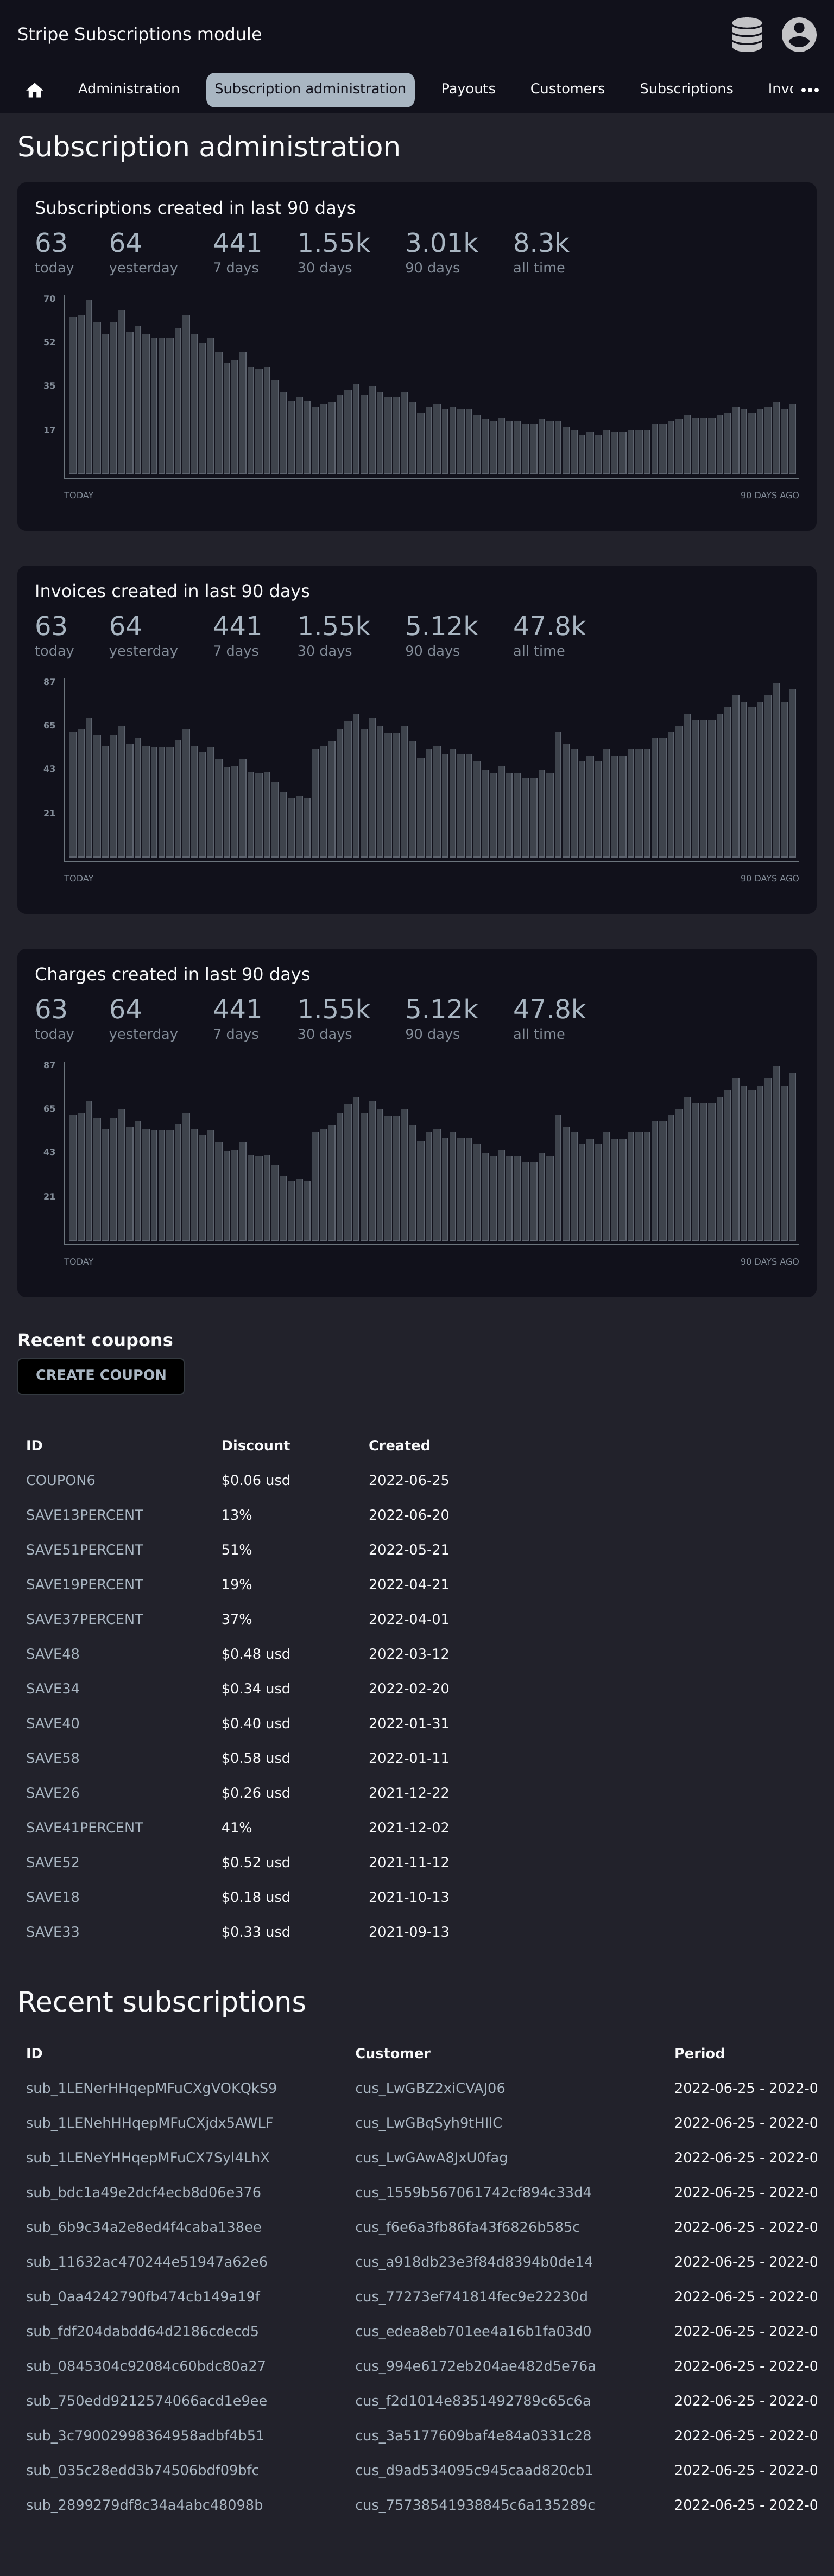 Stripe Subscriptions module
Administration Subscription administration Payouts Customers Subscriptions
Subscription administration
Subscriptions created in last 90 days
63 64 441 1.55k 3.01k 8.3k
today yesterday 7 days 30 days 90 days all time
70
52
35
17
TODAY 90 DAYS AGO
Invoices created in last 90 days
63 64 441 1.55k 5.12k 47.8k
today yesterday 7 days 30 days 90 days all time
87
65
43
21
TODAY 90 DAYS AGO
Charges created in last 90 days
63 64 441 1.55k 5.12k 47.8k
today yesterday 7 days 30 days 90 days all time
87
65
43
21
TODAY 90 DAYS AGO
Recent coupons
CREATE COUPON
ID Discount Created
COUPON6 $0.06 usd 2022-06-25
SAVE13PERCENT 13% 2022-06-20
SAVE51PERCENT 51% 2022-05-21
SAVE19PERCENT 19% 2022-04-21
SAVE37PERCENT 37% 2022-04-01
SAVE48 $0.48 usd 2022-03-12
SAVE34 $0.34 usd 2022-02-20
SAVE40 $0.40 usd 2022-01-31
SAVE58 $0.58 usd 2022-01-11
SAVE26 $0.26 usd 2021-12-22
SAVE41PERCENT 41% 2021-12-02
SAVE52 $0.52 usd 2021-11-12
SAVE18 $0.18 usd 2021-10-13
SAVE33 $0.33 usd 2021-09-13
Recent subscriptions
ID Customer Period
sub_1LENerHHqepMFuCXgVOKQkS9 cus_LwGBZ2xiCVAJ06 2022-06-25 - 2022-0
sub_1LENehHHqepMFuCXjdx5AWLF 2022-06-25 - 2022-0
sub_1LENeYHHqepMFuCX7Syl4LhX cus_LwGAwA8JxU0fag 2022-06-25 - 2022-0
sub_bdc1a49e2dcf4ecb8d06e376 cus_1559b567061742cf894c33d4 2022-06-25 - 2022-0
sub_6b9c34a2e8ed4f4caba138ee cus_f6e6a3fb86fa43f6826b585c 2022-06-25 - 2022-0
sub_11632ac470244e51947a62e6 cus_a918db23e3f84d8394b0de14 2022-06-25 - 2022-0
sub_0aa4242790fb474cb149a19f cus_77273ef741814fec9e22230d 2022-06-25 - 2022-0
sub_fdf204dabdd64d2186cdecd5 cus_edea8eb701ee4a16b1fa03d0 2022-06-25 - 2022-0
sub_0845304c92084c60bdc80a27 cus_994e6172eb204ae482d5e76a 2022-06-25 - 2022-0
sub_750edd9212574066acd1e9ee cus_f2d1014e8351492789c65c6a 2022-06-25 - 2022-0
sub_3c79002998364958adbf4b51 cus_3a5177609baf4e84a0331c28 2022-06-25 - 2022-0
sub_035c28edd3b74506bdf09bfc cus_d9ad534095c945caad820cb1 2022-06-25 - 2022-0
sub_2899279df8c34a4abc48098b cus_75738541938845c6a135289c 2022-06-25 - 2022-0